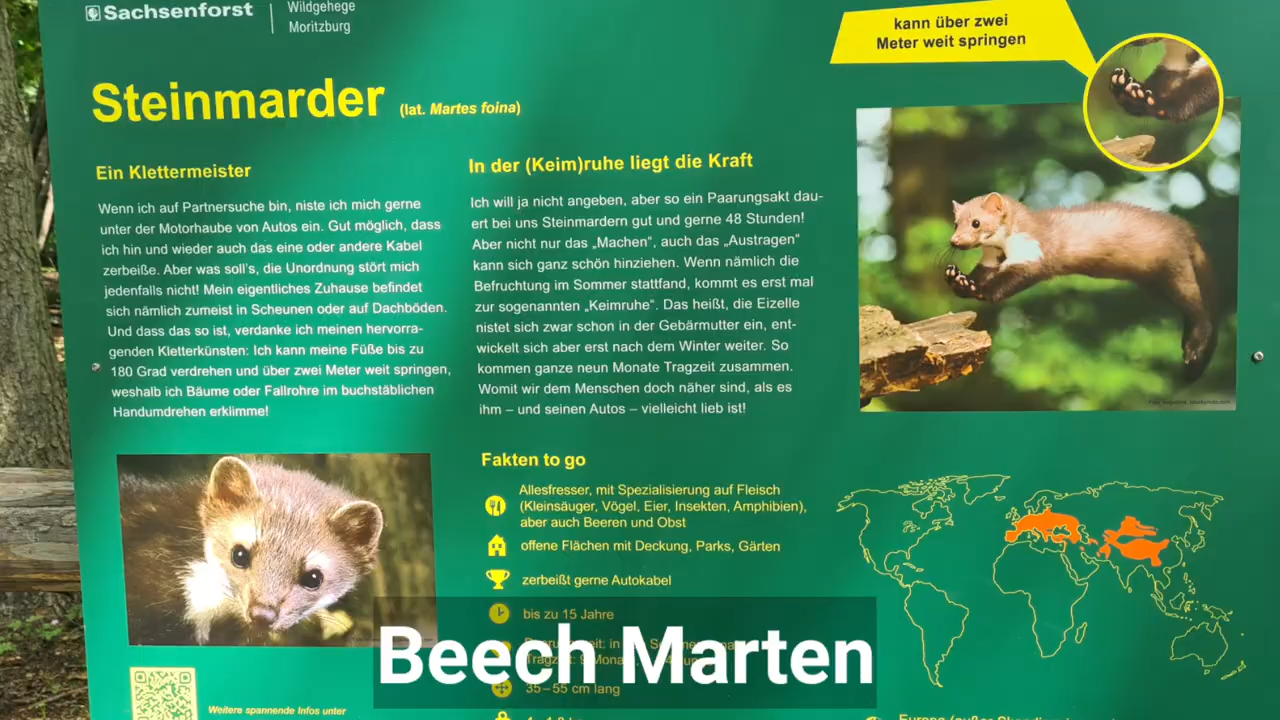 Sachsenforst
Wildgehege
Moritzburg
kann über zwei
Meter weit springen
Steinmarder (lat. Martes foina)
Ein Klettermeister
Wenn ich auf Partnersuche bin, niste ich mich gerne
unter der Motorhaube von Autos ein. Gut möglich, dass
ich hin und wieder auch das eine oder andere Kabel
zerbeiße. Aber was soll's, die Unordnung stört mich
jedenfalls nicht! Mein eigentliches Zuhause befindet
sich nämlich zumeist in Scheunen oder auf Dachböden.
Und dass das so ist, verdanke ich meinen hervorra-
genden Kletterkünsten: Ich kann meine Füße bis zu
180 Grad verdrehen und über zwei Meter weit springen,
weshalb ich Bäume oder Fallrohre im buchstäblichen
Handumdrehen erklimme!
In der (Keim)ruhe liegt die Kraft
Ich will ja nicht angeben, aber so ein Paarungsakt dau-
ert bei uns Steinmardern gut und gerne 48 Stunden!
Aber nicht nur das „Machen“, auch das „Austragen“
kann sich ganz schön hinziehen. Wenn nämlich die
Befruchtung im Sommer stattfand, kommt es erst mal
zur sogenannten „Keimruhe“. Das heißt, die Eizelle
nistet sich zwar schon in der Gebärmutter ein, ent-
wickelt sich aber erst nach dem Winter weiter. So
kommen ganze neun Monate Tragzeit zusammen.
Womit wir dem Menschen doch näher sind, als es
ihm – und seinen Autos – vielleicht lieb ist!
Fakten to go
Allesfresser, mit Spezialisierung auf Fleisch
(Kleinsäuger, Vögel, Eier, Insekten, Amphibien),
aber auch Beeren und Obst
offene Flächen mit Deckung, Parks, Gärten
zerbeißt gerne Autokabel
bis zu 15 Jahre
35–55 cm lang
Beech Marten
Weitere spannende Infos unter